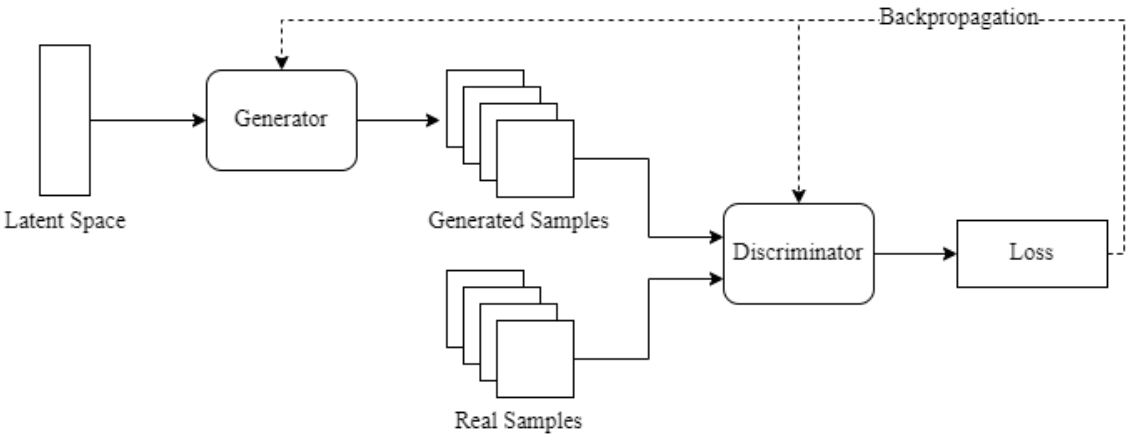 Backpropagation
Generator
Latent Space
Generated Samples
Discriminator
Loss
Real Samples